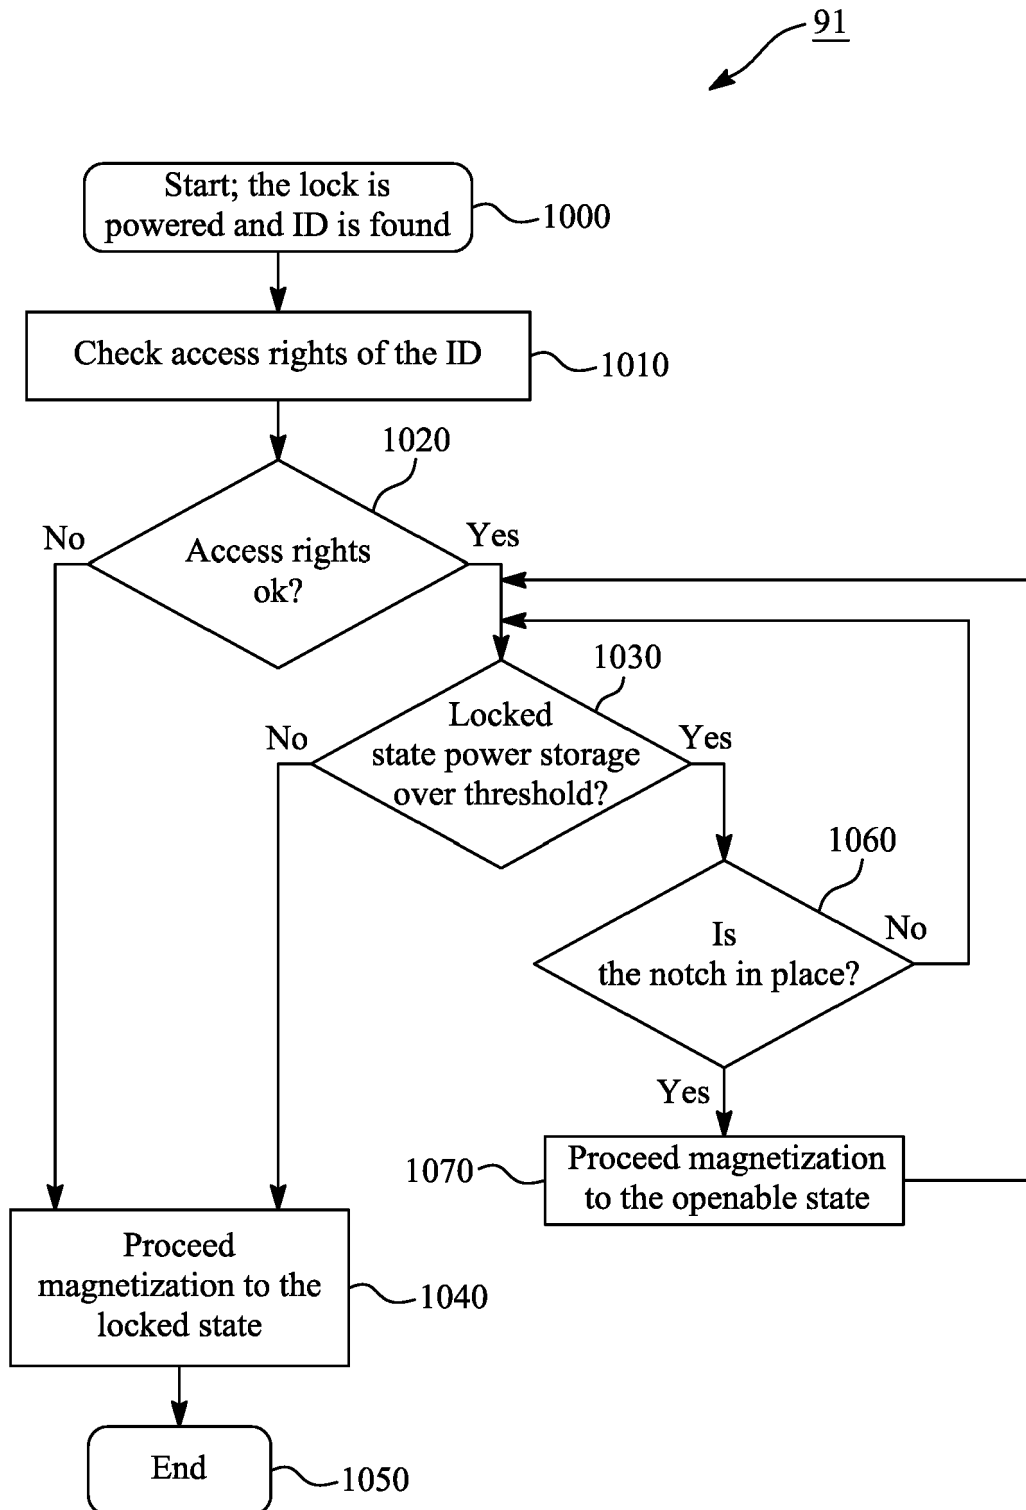 91
Start; the lock is
powered and ID is found
1000
Check access rights of the ID
1010
1020
No
Yes
Access rights
ok?
1030
No
Yes
Locked
state power storage
over threshold?
1060
No
Is
the notch in place?
Yes
1070
Proceed magnetization
to the openable state
Proceed
magnetization to the
locked state
1040
End
1050